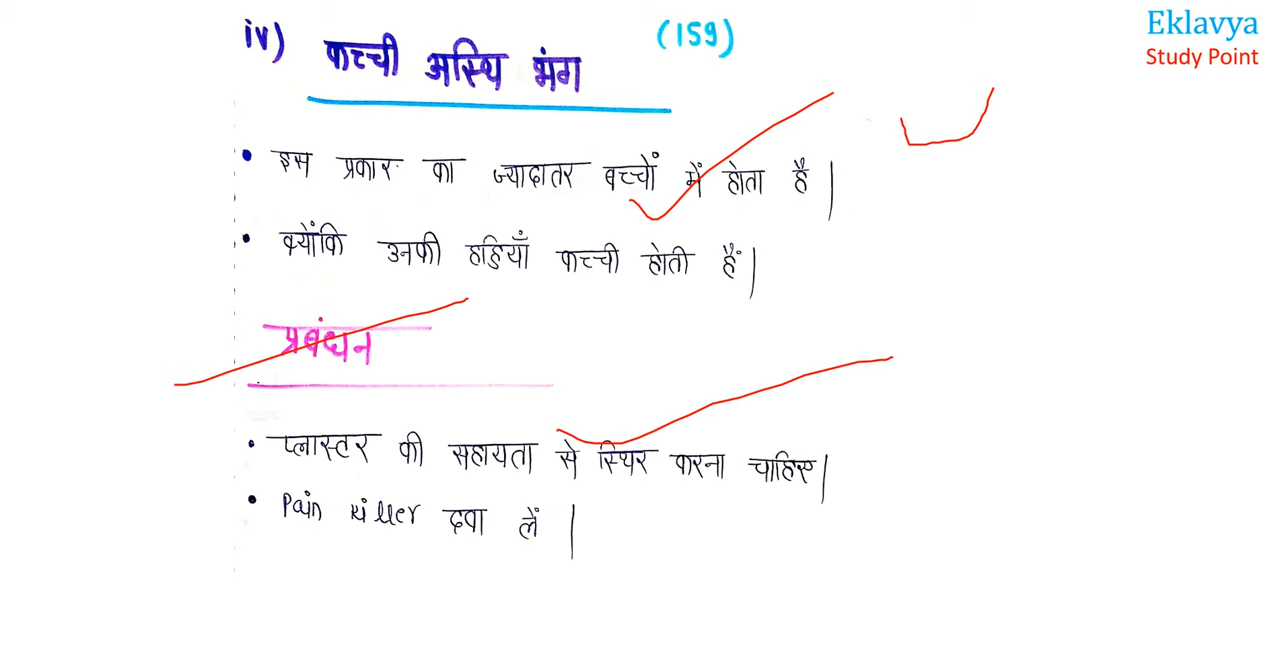 iv) कच्ची अस्थि भंग (159)
Eklavya
Study Point
• इस प्रकार का ज्यादातर बच्चों में होता है |
• क्योंकि उनकी हड्डियाँ कच्ची होती हैं |
प्रबंधन
• प्लास्टर की सहायता से स्थिर करना चाहिए |
• Pain killer दवा लें |